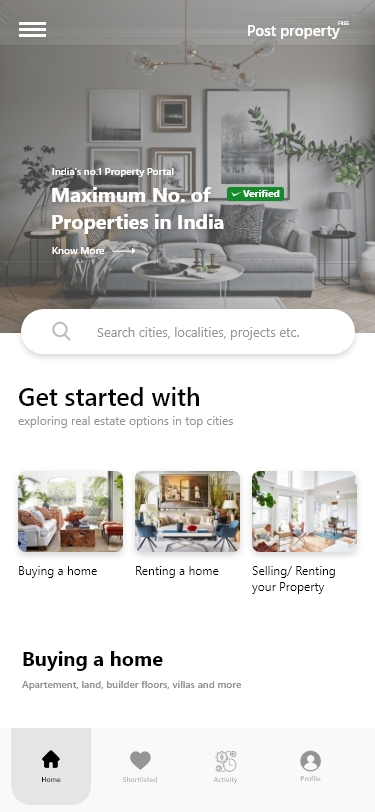 Post property FREE
India's no.1 Property Portal
Maximum No. of Verified
Properties in India
Know More
Search cities, localities, projects etc.
Get started with
exploring real estate options in top cities
Buying a home
Renting a home
Selling/ Renting
your Property
Buying a home
Apartement, land, builder floors, villas and more
Home
Shortlisted
Activity
Profile